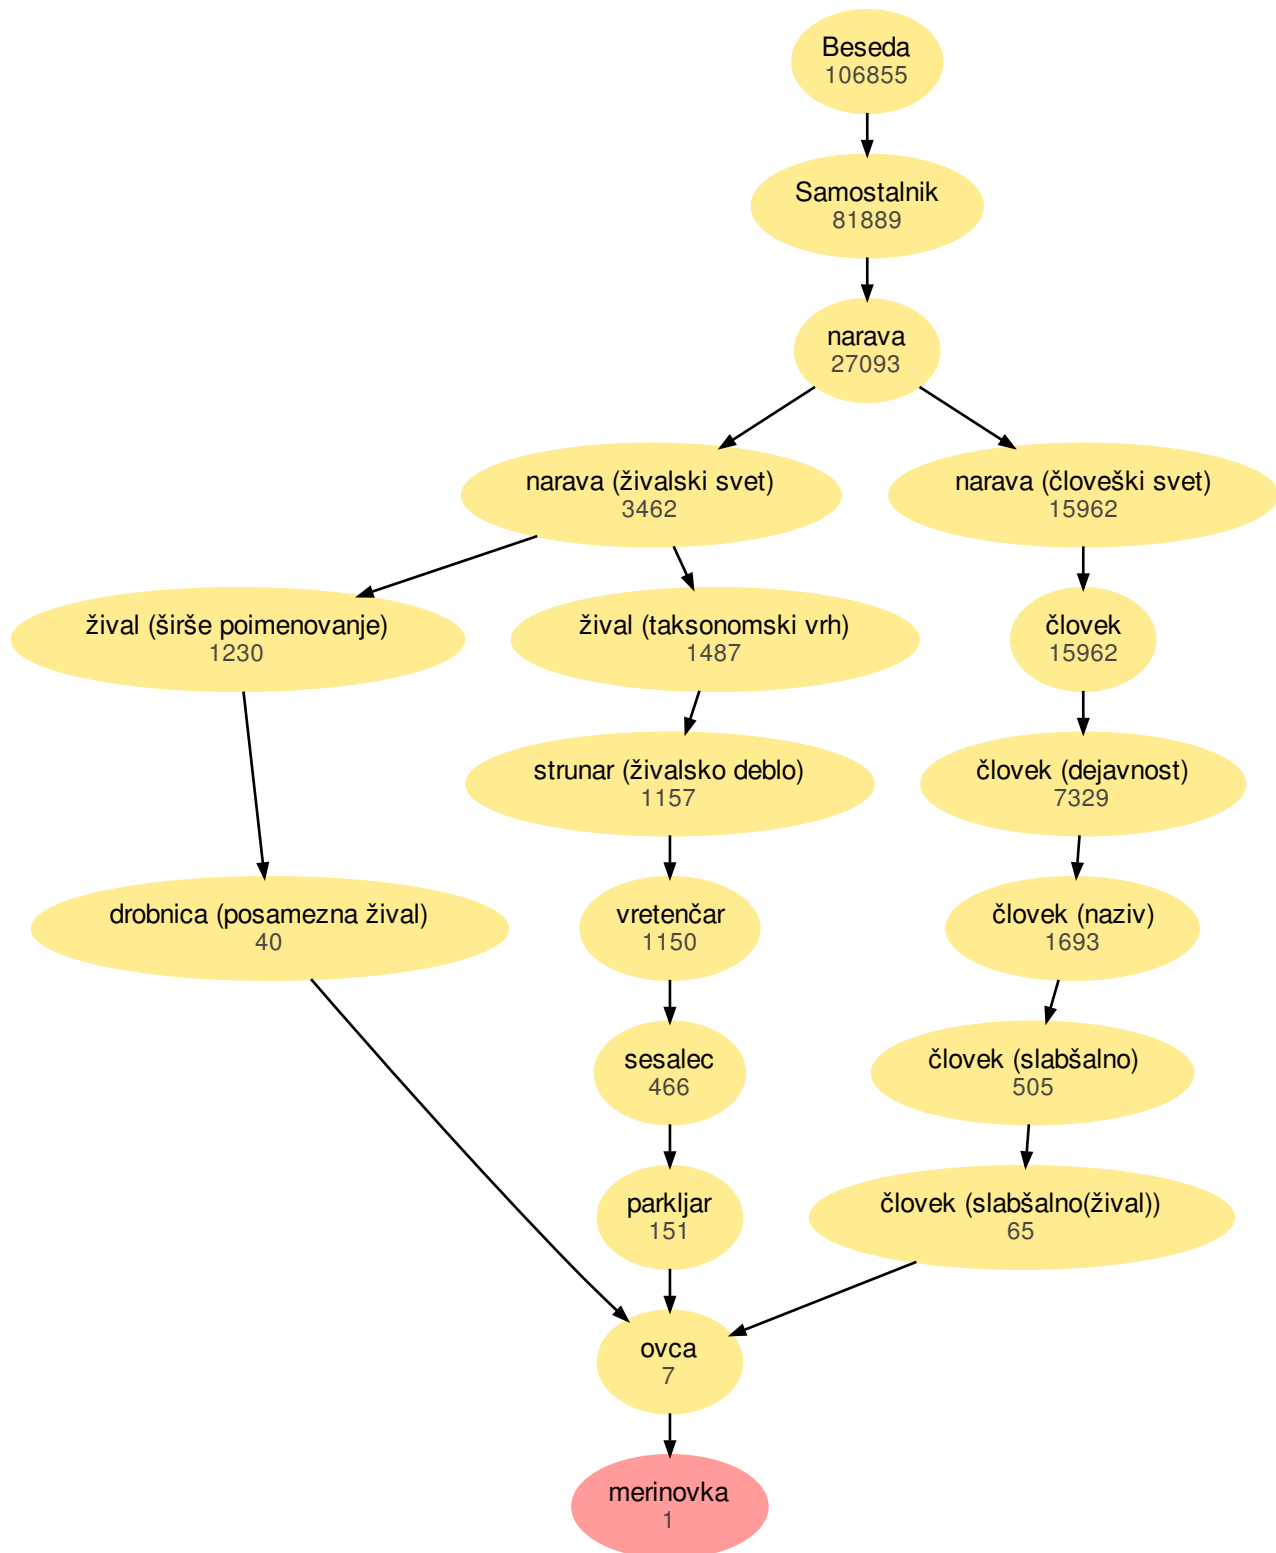 Beseda
106855
Samostalnik
81889
narava
27093
narava (živalski svet)
3462
narava (človeški svet)
15962
žival (širše poimenovanje)
1230
žival (taksonomski vrh)
1487
človek
15962
strunar (živalsko deblo)
1157
človek (dejavnost)
7329
drobnica (posamezna žival)
40
vretenčar
1150
človek (naziv)
1693
sesalec
466
človek (slabšalno)
505
parkljar
151
človek (slabšalno(žival))
65
ovca
7
merinovka
1